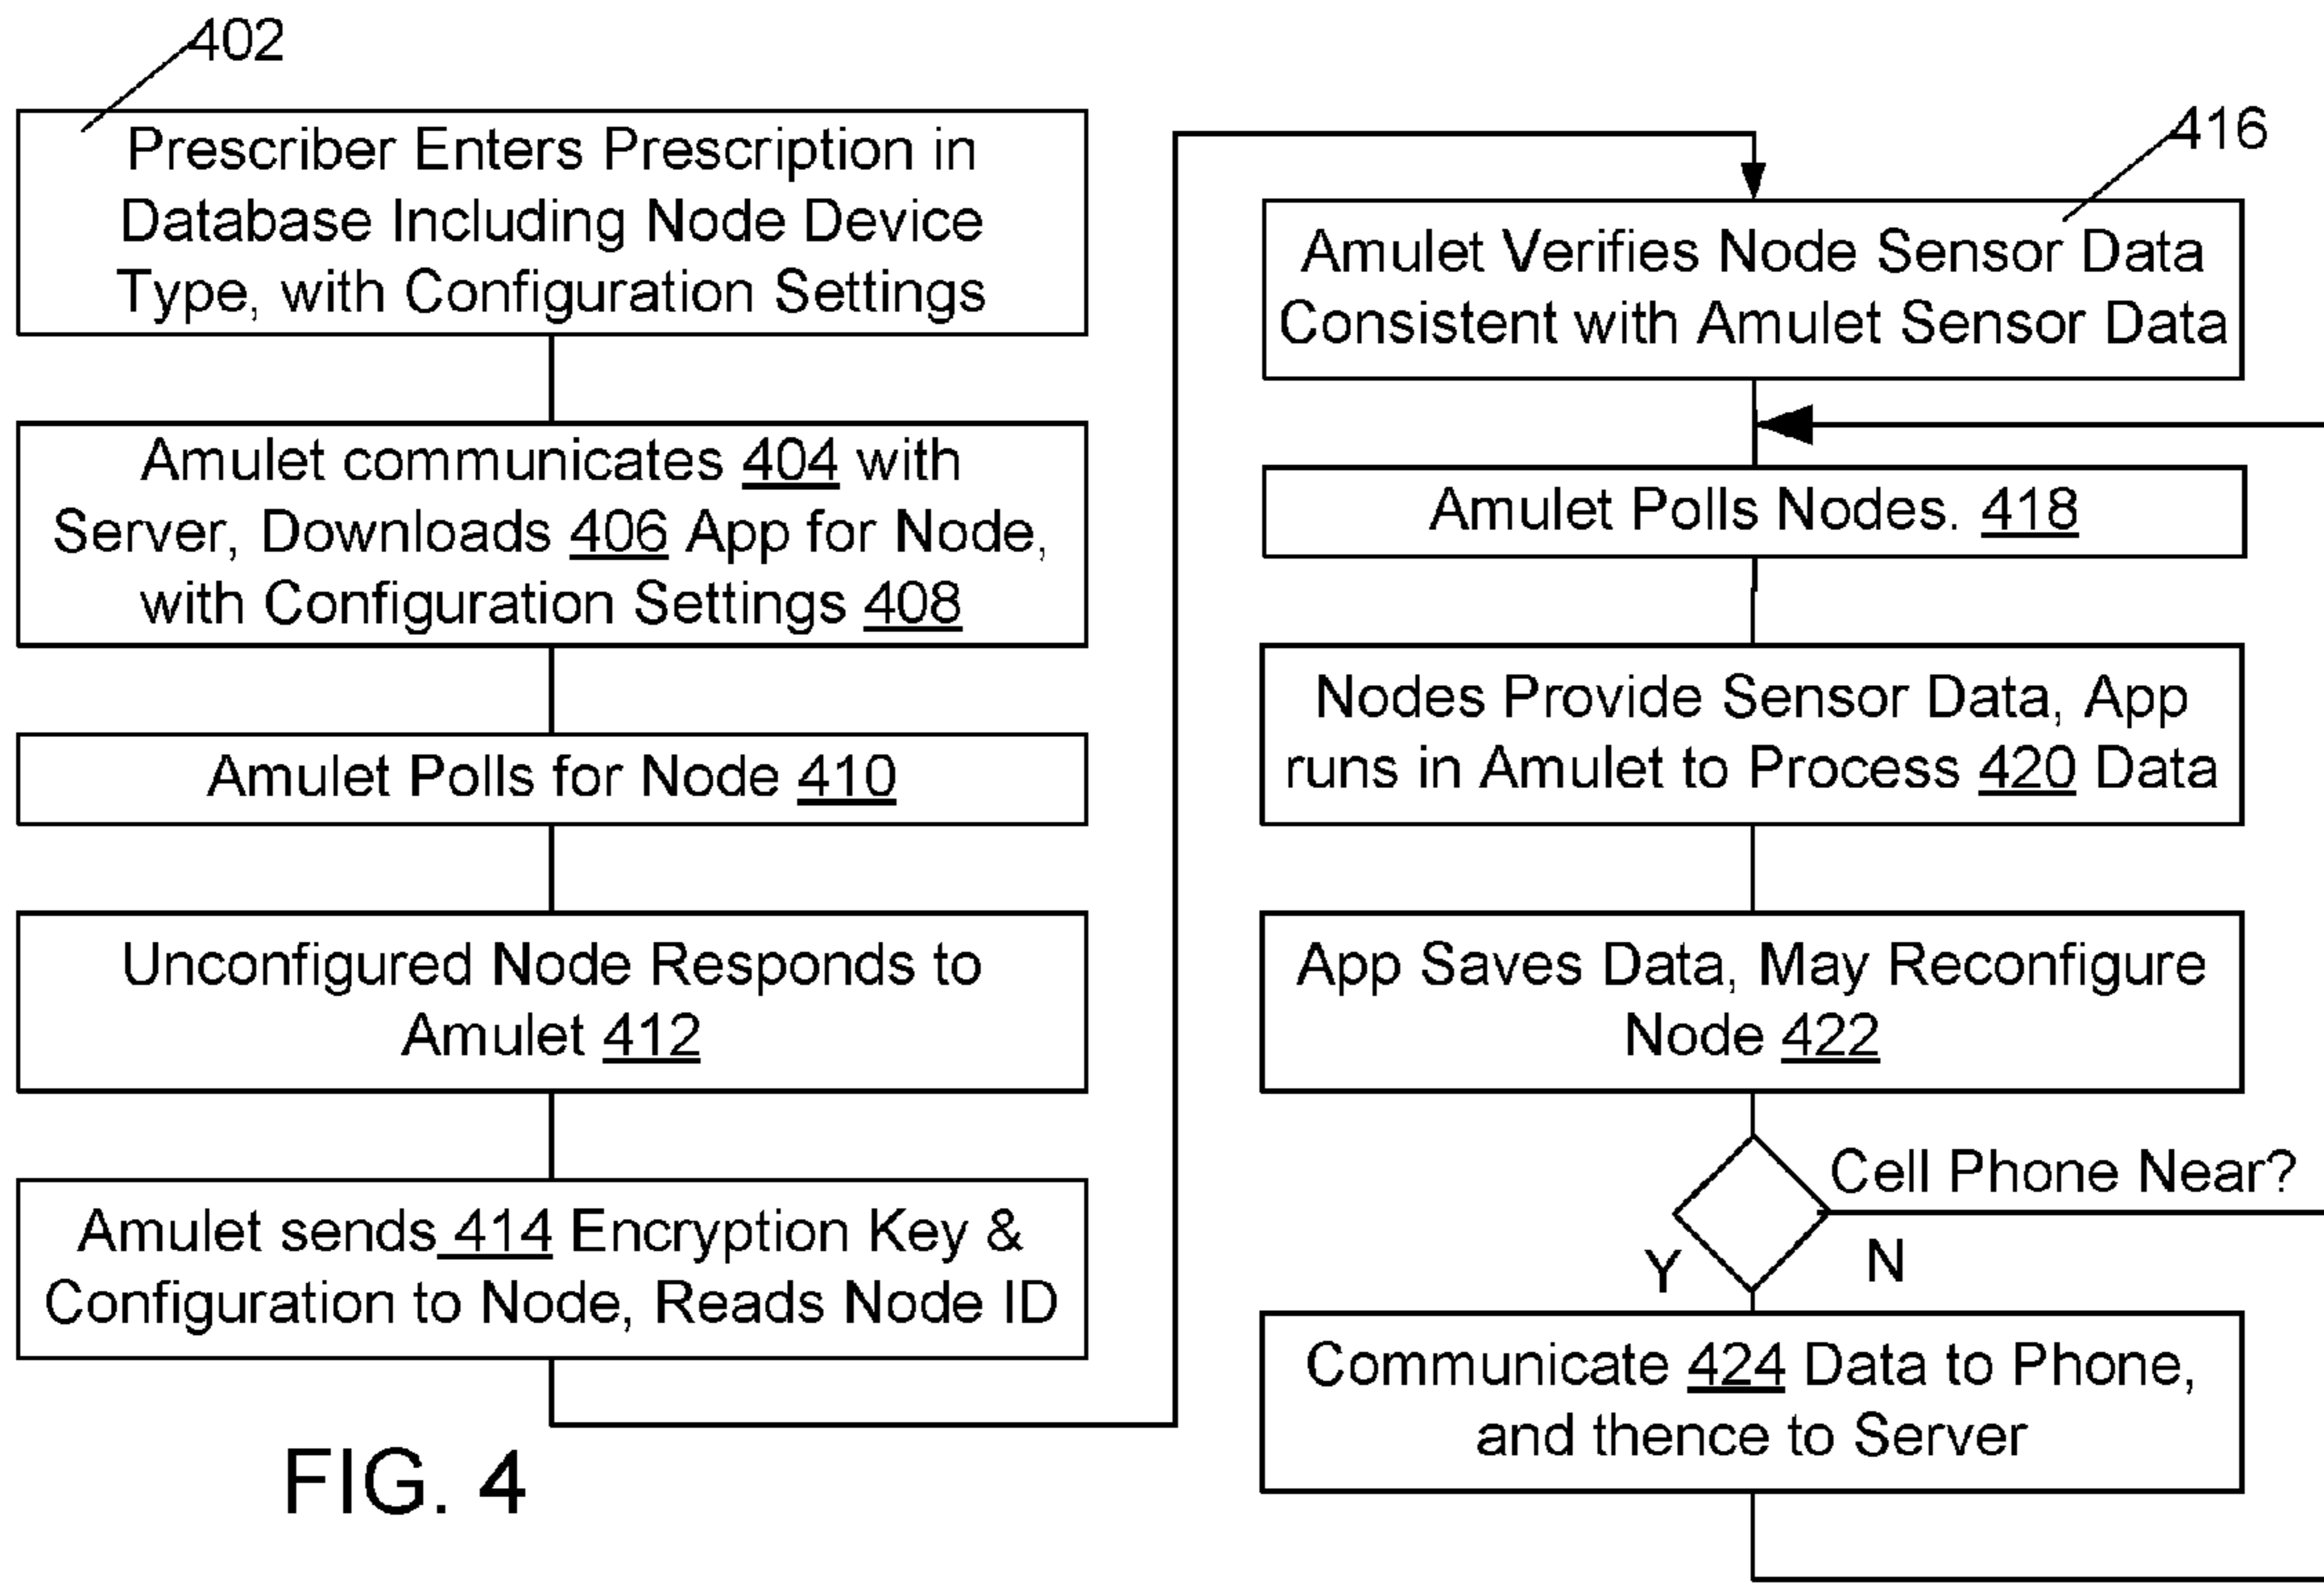 402
Prescriber Enters Prescription in
Database Including Node Device
Type, with Configuration Settings
Amulet communicates 404 with
Server, Downloads 406 App for Node,
with Configuration Settings 408
Amulet Polls for Node 410
Unconfigured Node Responds to
Amulet 412
Amulet sends 414 Encryption Key &
Configuration to Node, Reads Node ID
FIG. 4
416
Amulet Verifies Node Sensor Data
Consistent with Amulet Sensor Data
Amulet Polls Nodes. 418
Nodes Provide Sensor Data, App
runs in Amulet to Process 420 Data
App Saves Data, May Reconfigure
Node 422
Cell Phone Near?
Y
N
Communicate 424 Data to Phone,
and thence to Server